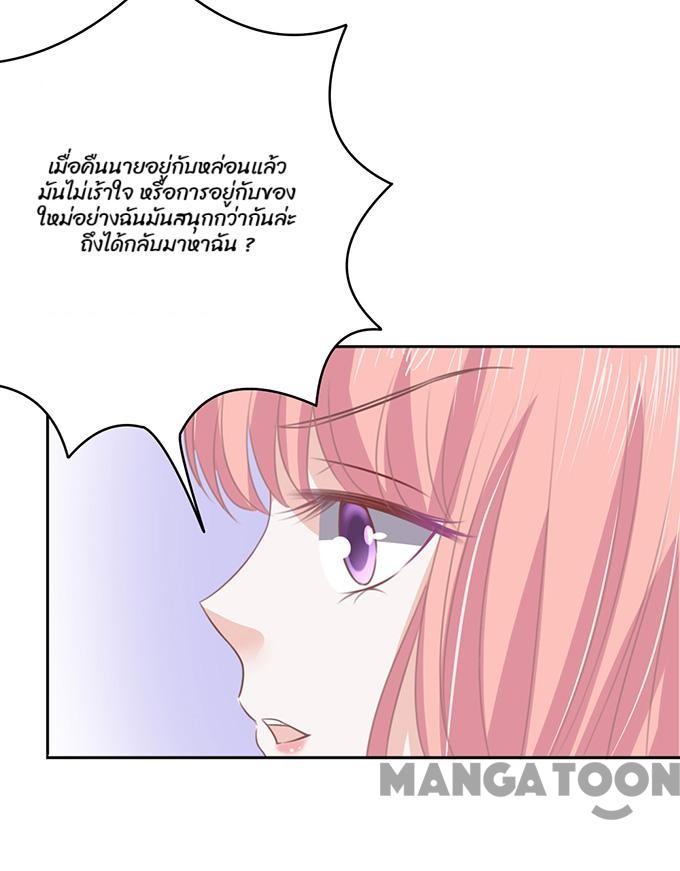 เมื่อคืนนายอยู่กับหล่อนแล้ว
มันไม่เร้าใจ หรือการอยู่กับของ
ใหม่อย่างฉันมันสนุกกว่ากันล่ะ
ถึงได้กลับมาหาฉัน ?
MANGATOON